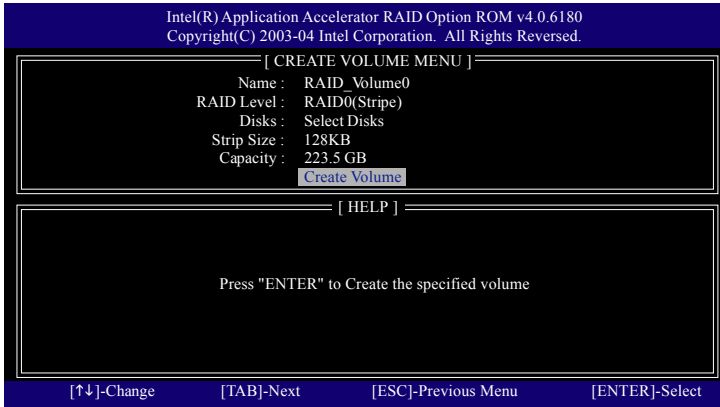 Intel(R) Application Accelerator RAID Option ROM v4.0.6180
Copyright(C) 2003-04 Intel Corporation. All Rights Reversed.
[ CREATE VOLUME MENU ]
Name : RAID_Volume0
RAID Level : RAID0(Stripe)
Disks : Select Disks
Strip Size : 128KB
Capacity : 223.5 GB
Create Volume
[ HELP ]
Press "ENTER" to Create the specified volume
[↑↓]-Change [TAB]-Next [ESC]-Previous Menu [ENTER]-Select